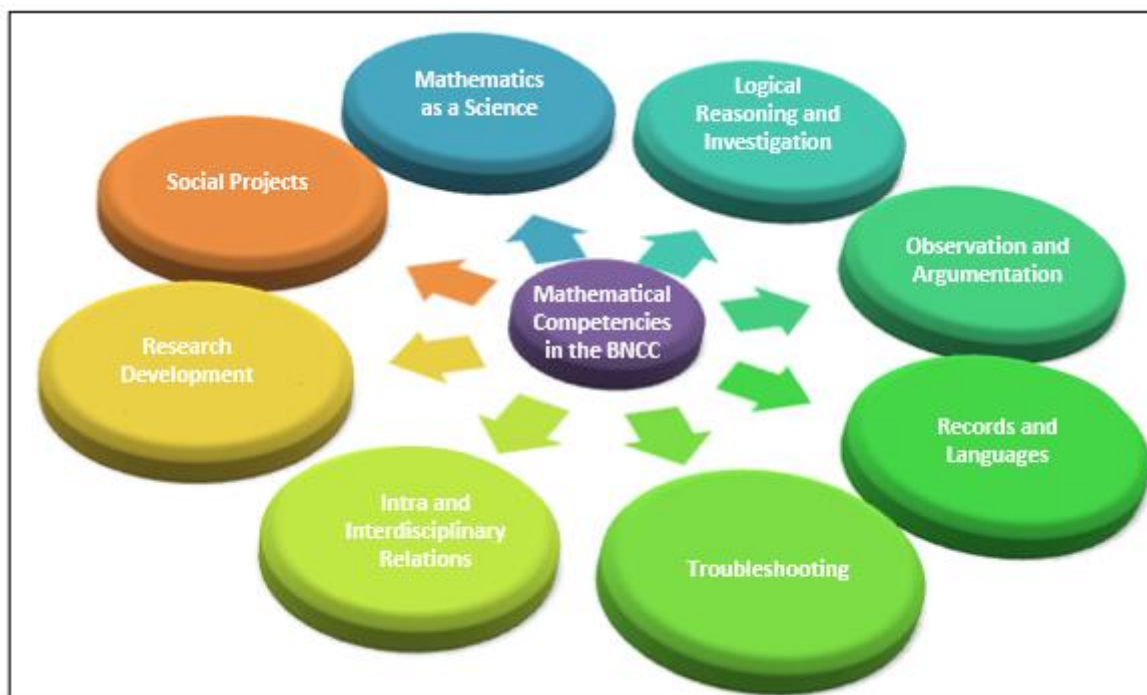 Mathematics
as a Science
Logical
Reasoning and
Investigation
Social Projects
Observation and
Argumentation
Mathematical
Competencies
in the BNCC
Research
Development
Records and
Languages
Intra and
Interdisciplinary
Relations
Troubleshooting